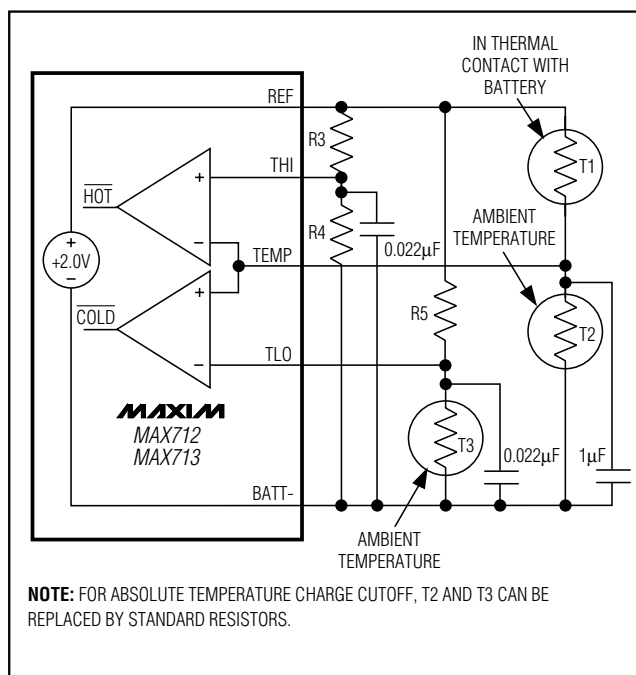 IN THERMAL
CONTACT WITH
BATTERY
REF
R3
THI
T1
HOT
+
R4
AMBIENT
TEMPERATURE
−
TEMP
0.022µF
+
+2.0V
−
COLD
+
R5
T2
−
TLO
MAXIM
MAX712
MAX713
T3
0.022µF
1µF
BATT-
AMBIENT
TEMPERATURE
NOTE: FOR ABSOLUTE TEMPERATURE CHARGE CUTOFF, T2 AND T3 CAN BE
REPLACED BY STANDARD RESISTORS.